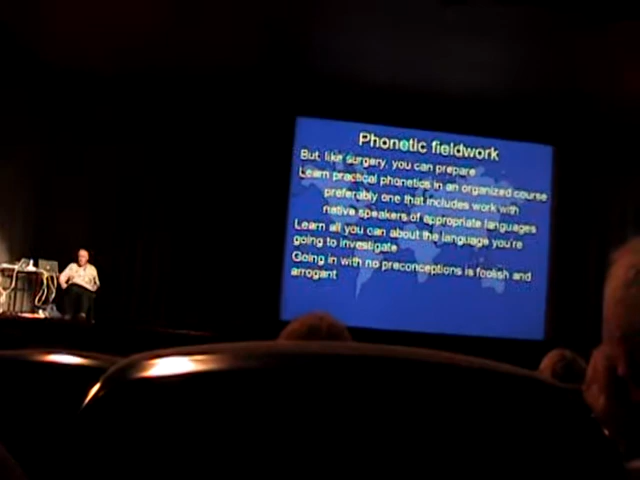 Phonetic fieldwork
But, like surgery, you can prepare
Learn practical phonetics in an organized course
preferably one that includes work with
native speakers of appropriate languages
Learn all you can about the language you're
going to investigate
Going in with no preconceptions is foolish and
arrogant